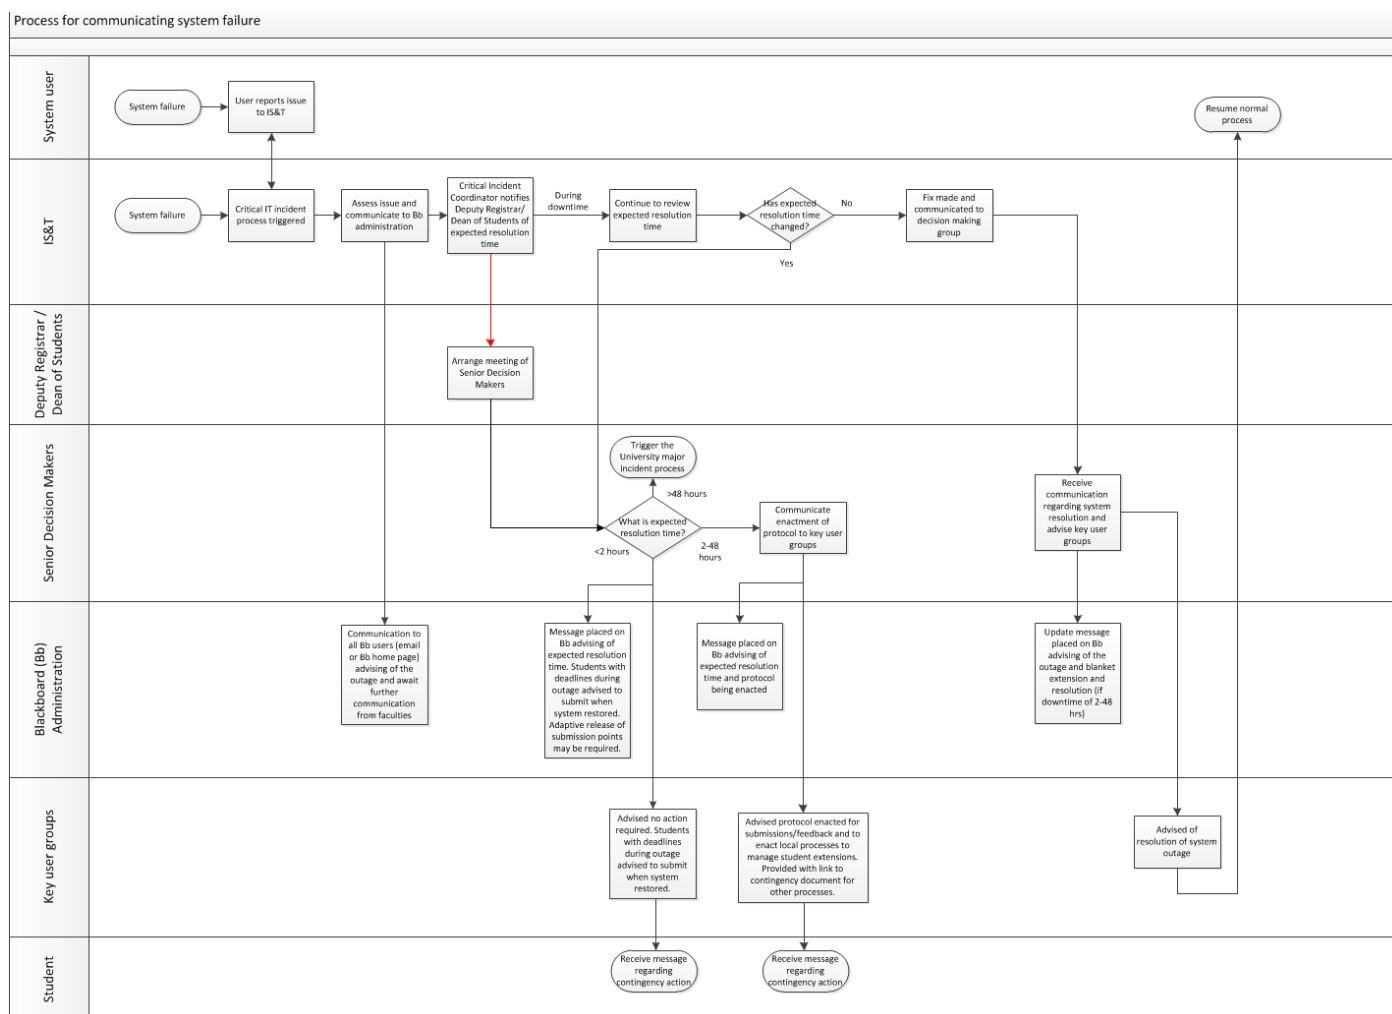 Process for communicating system failure
System user
System failure
User reports issue
to IS&T
Resume normal
process
IS&T
System failure
Critical IT incident
process triggered
Assess issue and
communicate to Bb
administration
Critical Incident
Coordinator notifies
Deputy Registrar/
Dean of Students of
expected resolution
time
During
downtime
Continue to review
expected resolution
time
Has expected
resolution time
changed?
No
Yes
Fix made and
communicated to
decision making
group
Deputy Registrar /
Dean of Students
Arrange meeting of
Senior Decision
Makers
Senior Decision Makers
Trigger the
University major
incident process
>48 hours
What is expected
resolution time?
<2 hours
2-48
hours
Communicate
enactment of
protocol to key user
groups
Receive
communication
regarding system
resolution and
advise key user
groups
Blackboard (Bb)
Administration
Communication to
all Bb users (email
or Bb home page)
advising of the
outage and await
further
communication
from faculties
Message placed on
Bb advising of
expected resolution
time. Students with
deadlines during
outage advised to
submit when
system restored.
Adaptive release of
submission points
may be required.
Message placed on
Bb advising of
expected resolution
time and protocol
being enacted
Update message
placed on Bb
advising of the
outage and blanket
extension and
resolution (if
downtime of 2-48
hrs)
Key user groups
Advised no action
required. Students
with deadlines
during outage
advised to submit
when system
restored.
Advised protocol enacted for
submissions/feedback and to
enact local processes to
manage student extensions.
Provided with link to
contingency document for
other processes.
Advised of
resolution of system
outage
Student
Receive message
regarding
contingency action
Receive message
regarding
contingency action